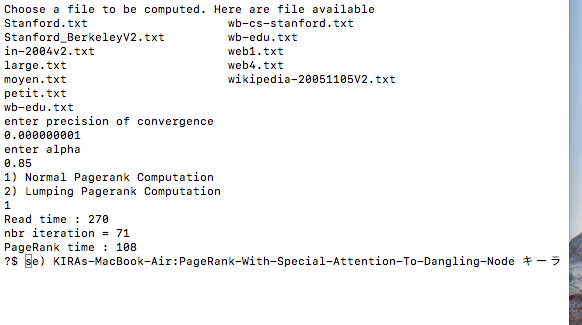 Choose a file to be computed. Here are file available
Stanford.txt wb-cs-stanford.txt
Stanford_BerkeleyV2.txt wb-edu.txt
in-2004v2.txt web1.txt
large.txt web4.txt
moyen.txt wikipedia-20051105V2.txt
petit.txt
wb-edu.txt
enter precision of convergence
0.000000001
enter alpha
0.85
1) Normal Pagerank Computation
2) Lumping Pagerank Computation
1
Read time : 270
nbr iteration = 71
PageRank time : 108
?$ se) KIRAs-MacBook-Air:PageRank-With-Special-Attention-To-Dangling-Node キーラ